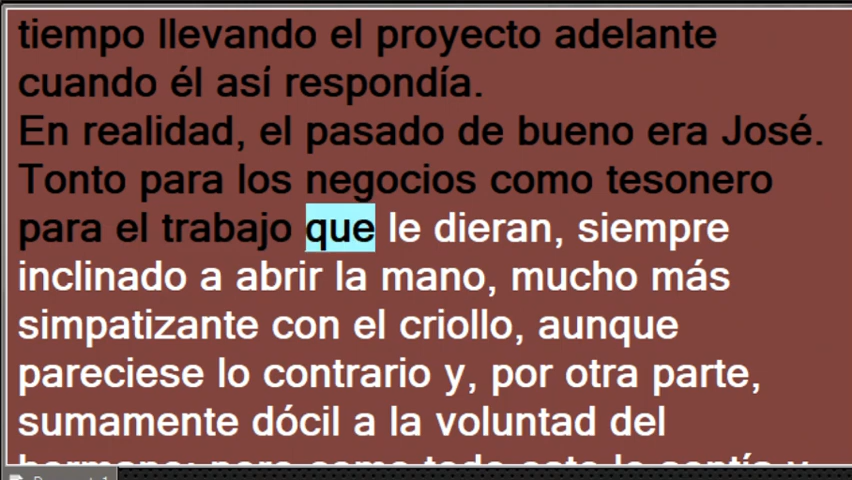 tiempo llevando el proyecto adelante
cuando él así respondía.
En realidad, el pasado de bueno era José.
Tonto para los negocios como tesonero
para el trabajo que le dieran, siempre
inclinado a abrir la mano, mucho más
simpatizante con el criollo, aunque
pareciese lo contrario y, por otra parte,
sumamente dócil a la voluntad del